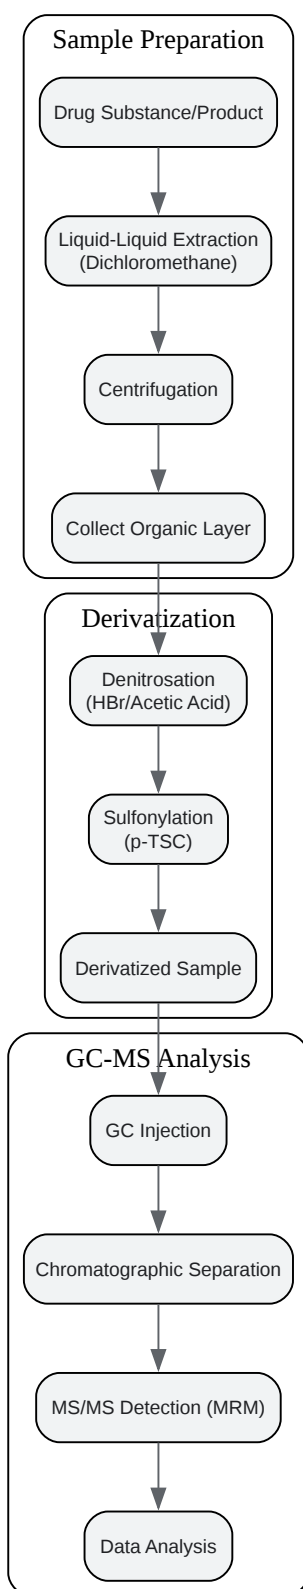 Sample Preparation
Drug Substance/Product
Liquid-Liquid Extraction
(Dichloromethane)
Centrifugation
Collect Organic Layer
Derivatization
Denitrosation
(HBr/Acetic Acid)
Sulfonylation
(p-TSC)
Derivatized Sample
GC-MS Analysis
GC Injection
Chromatographic Separation
MS/MS Detection (MRM)
Data Analysis